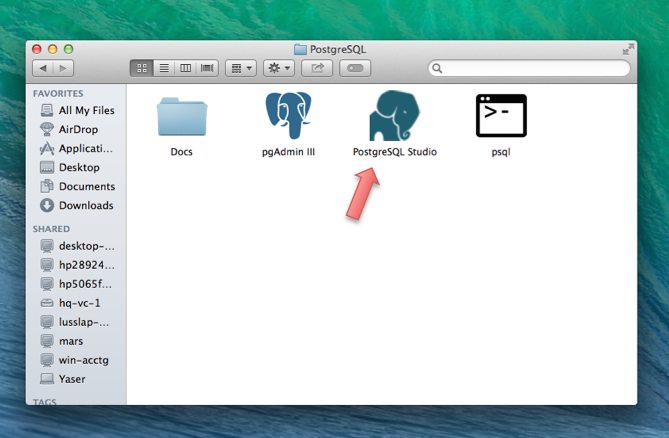 PostgreSQL
FAVORITES
All My Files
AirDrop
Applicati...
Desktop
Documents
Downloads
SHARED
desktop-...
hp28924...
hp5065f...
hq-vc-1
lusslap-...
mars
win-acctg
Yaser
TAGS
Docs
pgAdmin III
PostgreSQL Studio
>-
psql